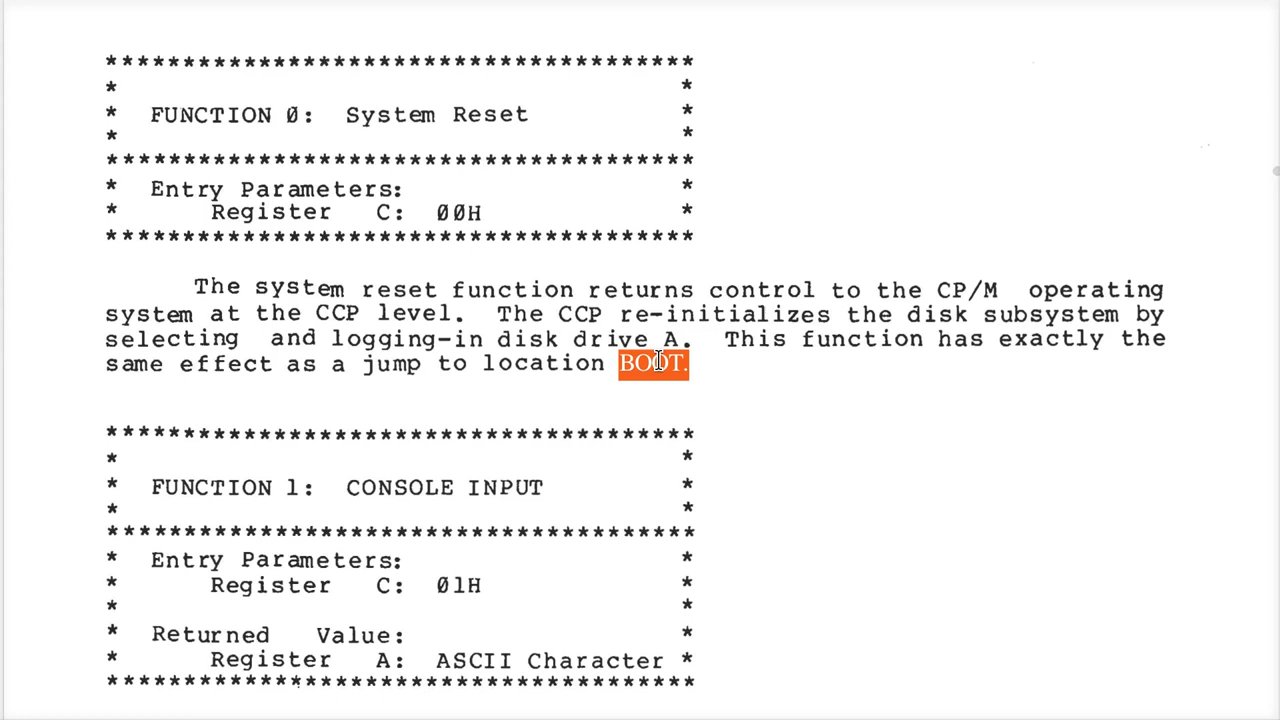 ***************************************
*                                     *
*  FUNCTION 0:  System Reset          *
*                                     *
***************************************
*  Entry Parameters:                  *
*      Register   C:  00H             *
***************************************
The system reset function returns control to the CP/M operating
system at the CCP level.  The CCP re-initializes the disk subsystem by
selecting  and logging-in disk drive A.  This function has exactly the
same effect as a jump to location BOOT.
***************************************
*                                     *
*  FUNCTION 1:  CONSOLE INPUT         *
*                                     *
***************************************
*  Entry Parameters:                  *
*      Register   C:  01H             *
*                                     *
*  Returned   Value:                  *
*      Register   A:  ASCII Character *
***************************************